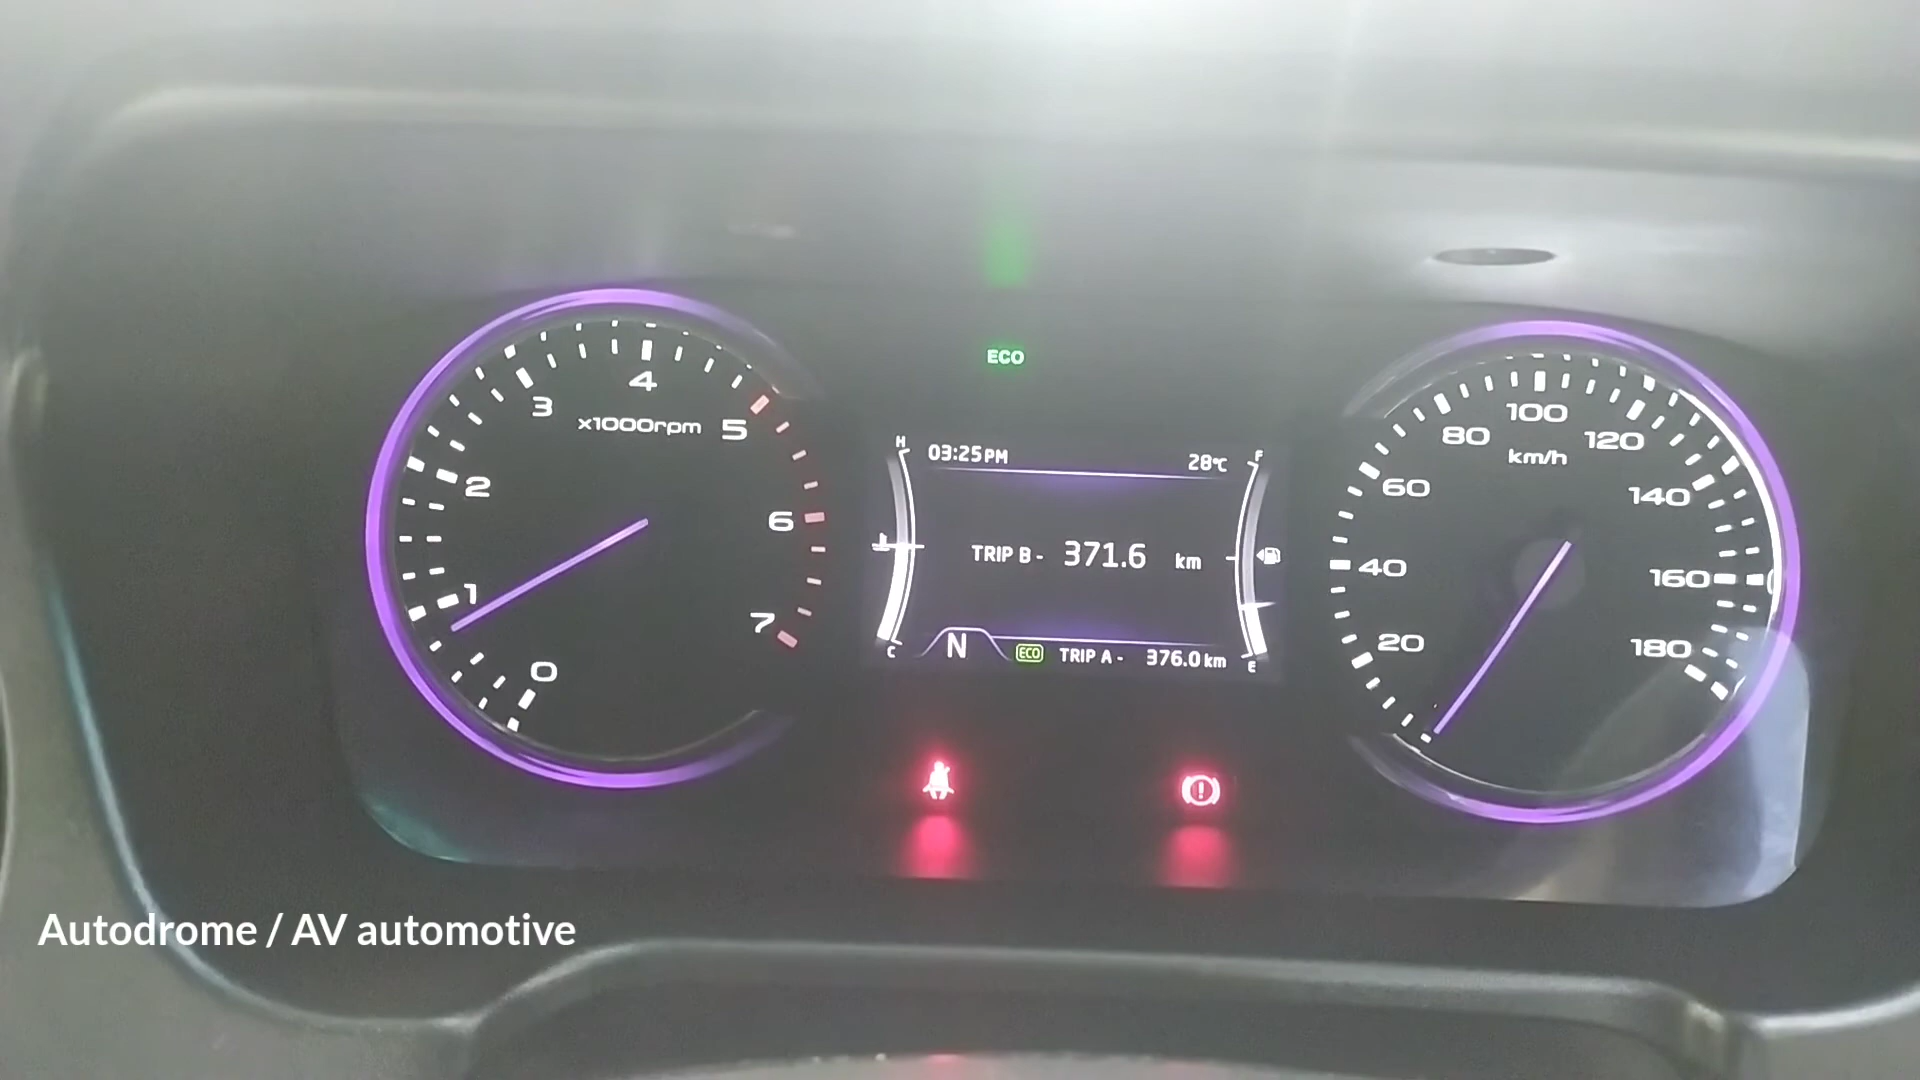 ECO
4
3
x1000rpm
5
2
6
1
7
0
H
03:25PM
28°C
F
TRIP B - 371.6 km
C
N
ECO TRIP A - 376.0 km
E
100
80
120
km/h
60
140
40
160
20
180
Autodrome / AV automotive